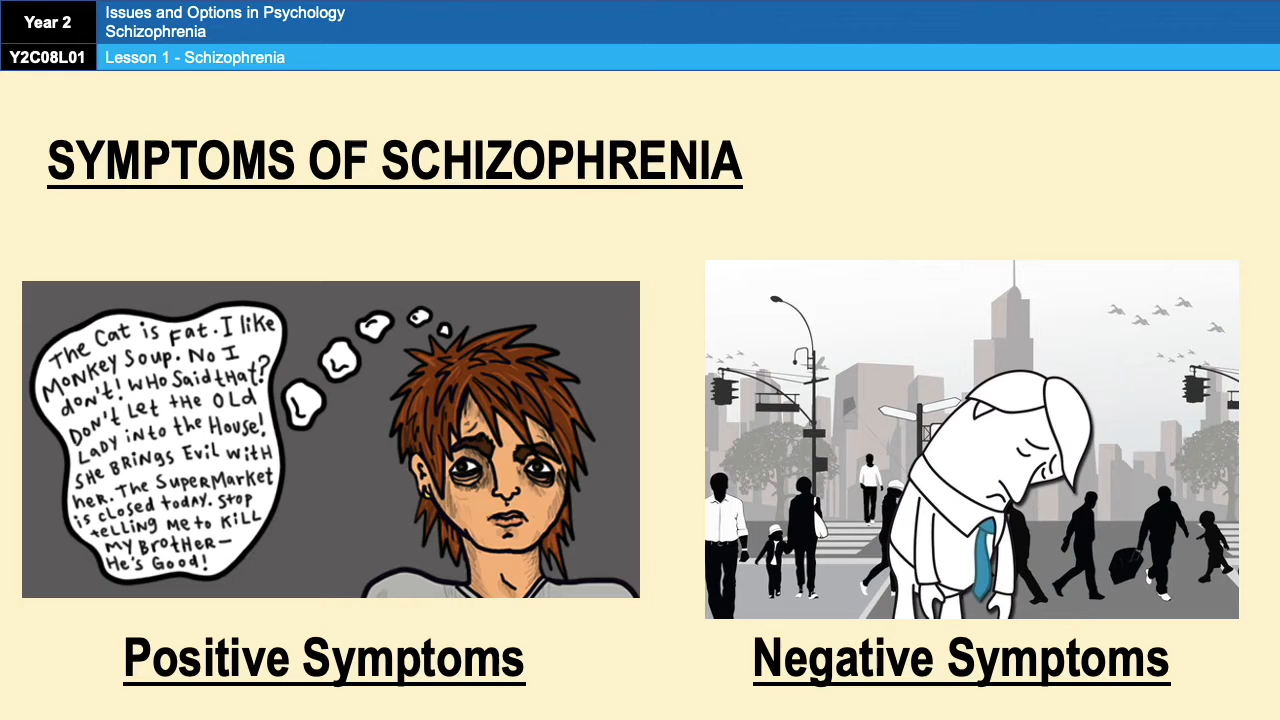 Year 2
Issues and Options in Psychology
Schizophrenia
Y2C08L01
Lesson 1 - Schizophrenia
SYMPTOMS OF SCHIZOPHRENIA
The Cat is Fat. I like
Monkey Soup. No I
don't! Who Said that?
Don't Let the Old
Lady into the House!
She Brings Evil with
her. The SuperMarket
is closed today. Stop
telling me to Kill
my Brother—
He's Good!
Positive Symptoms
Negative Symptoms